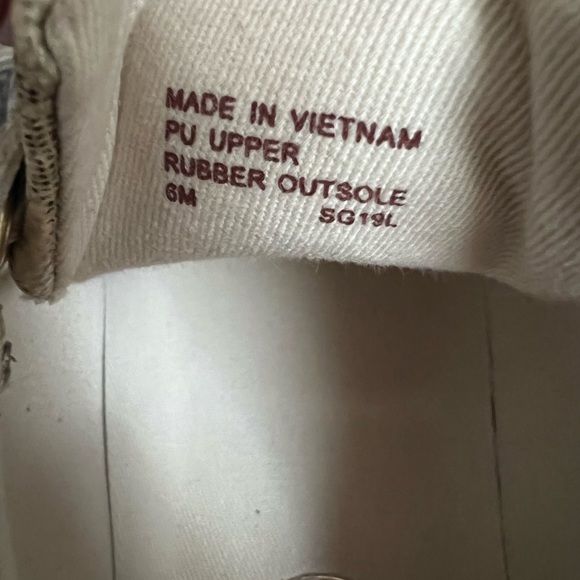 MADE IN VIETNAM
PU UPPER
RUBBER OUTSOLE
6M SG19L